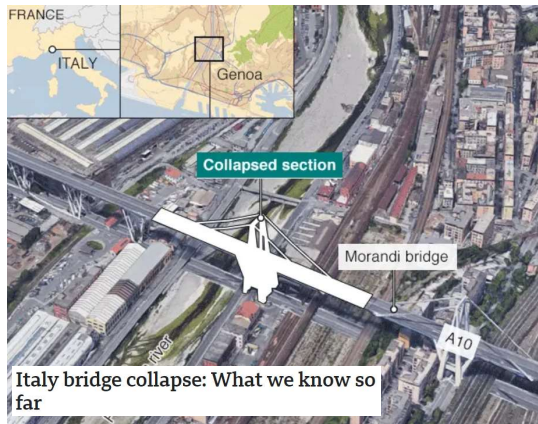 FRANCE
ITALY
Genoa
Collapsed section
Morandi bridge
A10
river
Italy bridge collapse: What we know so
far